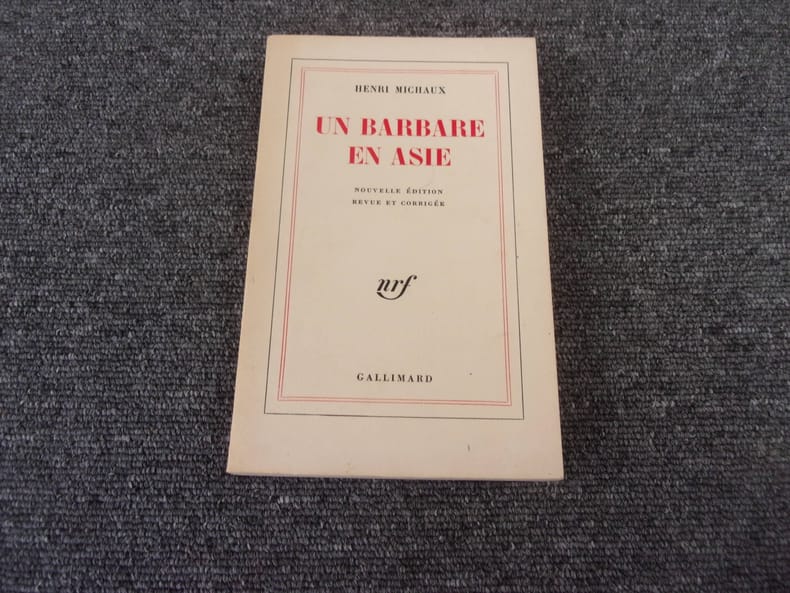 HENRI MICHAUX
UN BARBARE
EN ASIE
NOUVELLE ÉDITION
REVUE ET CORRIGÉE
nrf
GALLIMARD